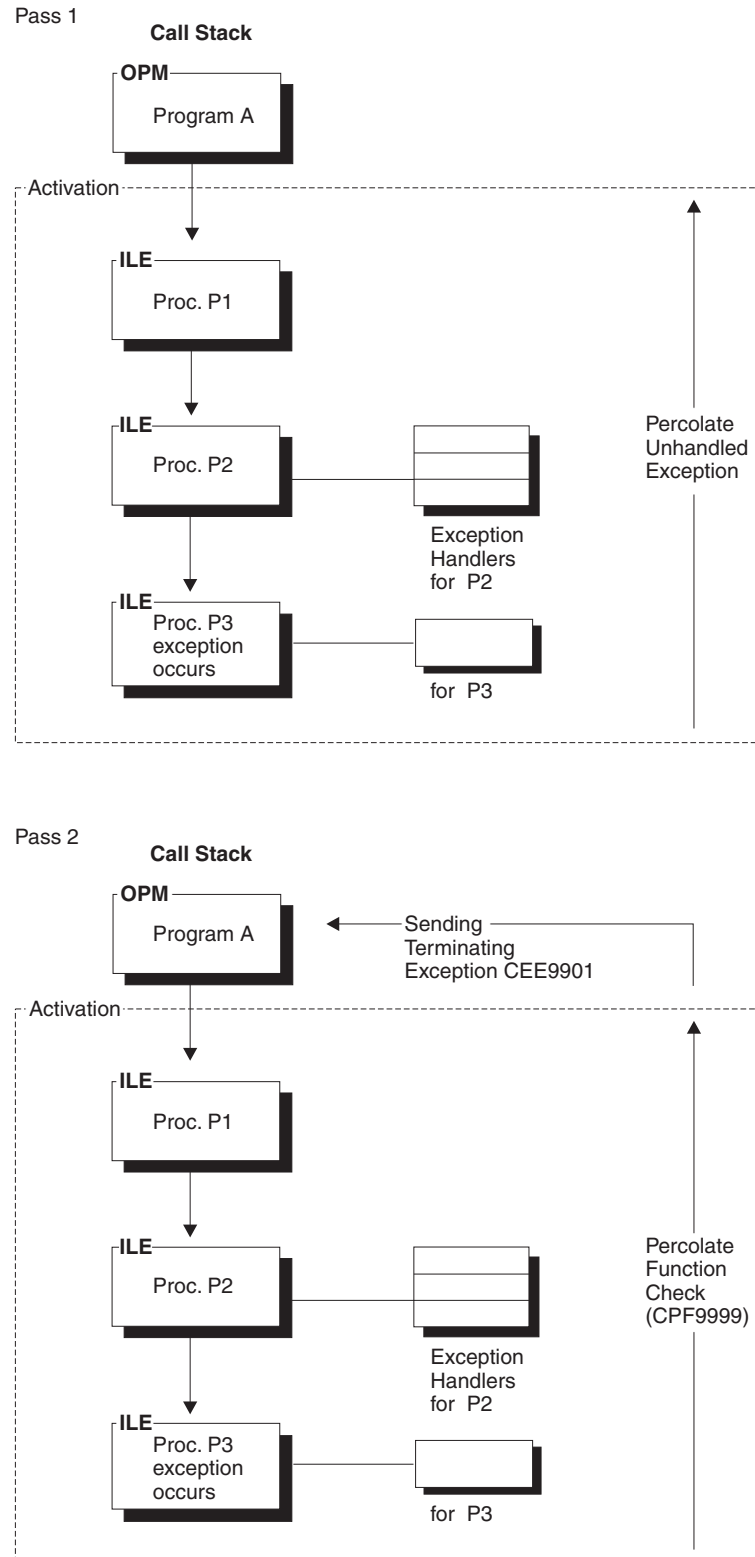 Pass 1
Call Stack
OPM
Program A
Activation
ILE
Proc. P1
ILE
Proc. P2
Percolate
Unhandled
Exception
Exception
Handlers
for P2
ILE
Proc. P3
exception
occurs
for P3
Pass 2
Call Stack
OPM
Program A
Sending
Terminating
Exception CEE9901
Activation
ILE
Proc. P1
ILE
Proc. P2
Percolate
Function
Check
(CPF9999)
Exception
Handlers
for P2
ILE
Proc. P3
exception
occurs
for P3